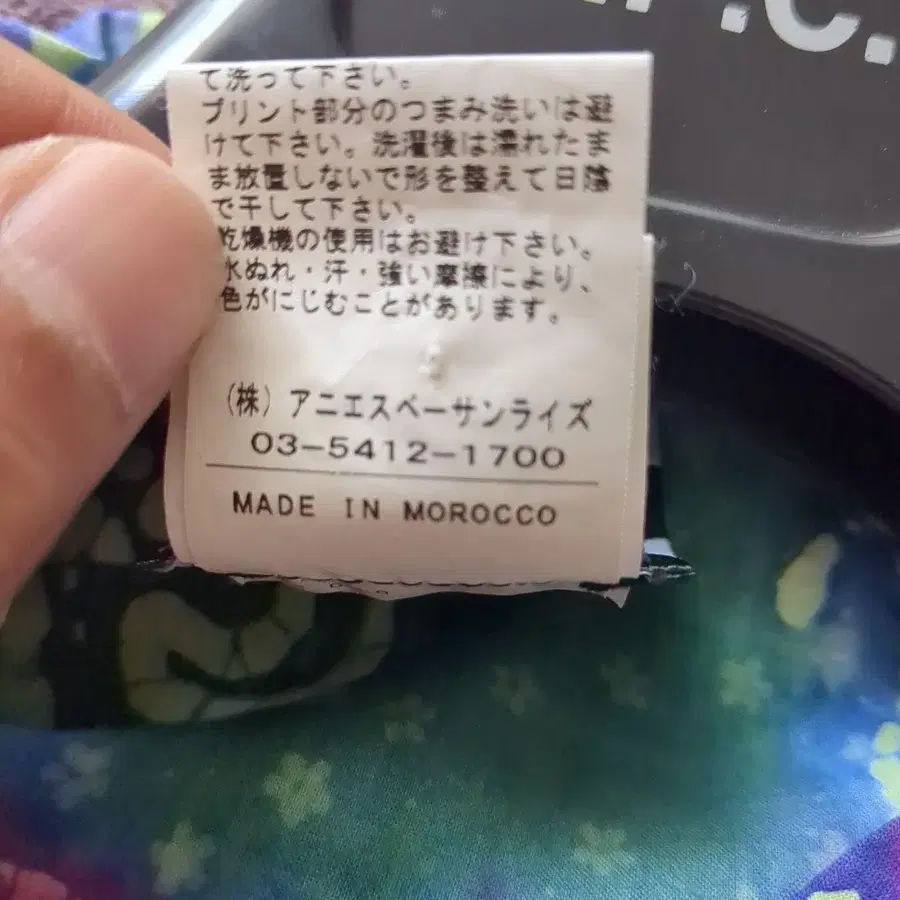 .C.
て洗って下さい。
プリント部分のつまみ洗いは避
けて下さい。洗濯後は濡れたま
ま放置しないで形を整えて日陰
で干して下さい。
乾燥機の使用はお避け下さい。
水ぬれ・汗・強い摩擦により、
色がにじむことがあります。
(株) アニエスベーサンライズ
03-5412-1700
MADE IN MOROCCO